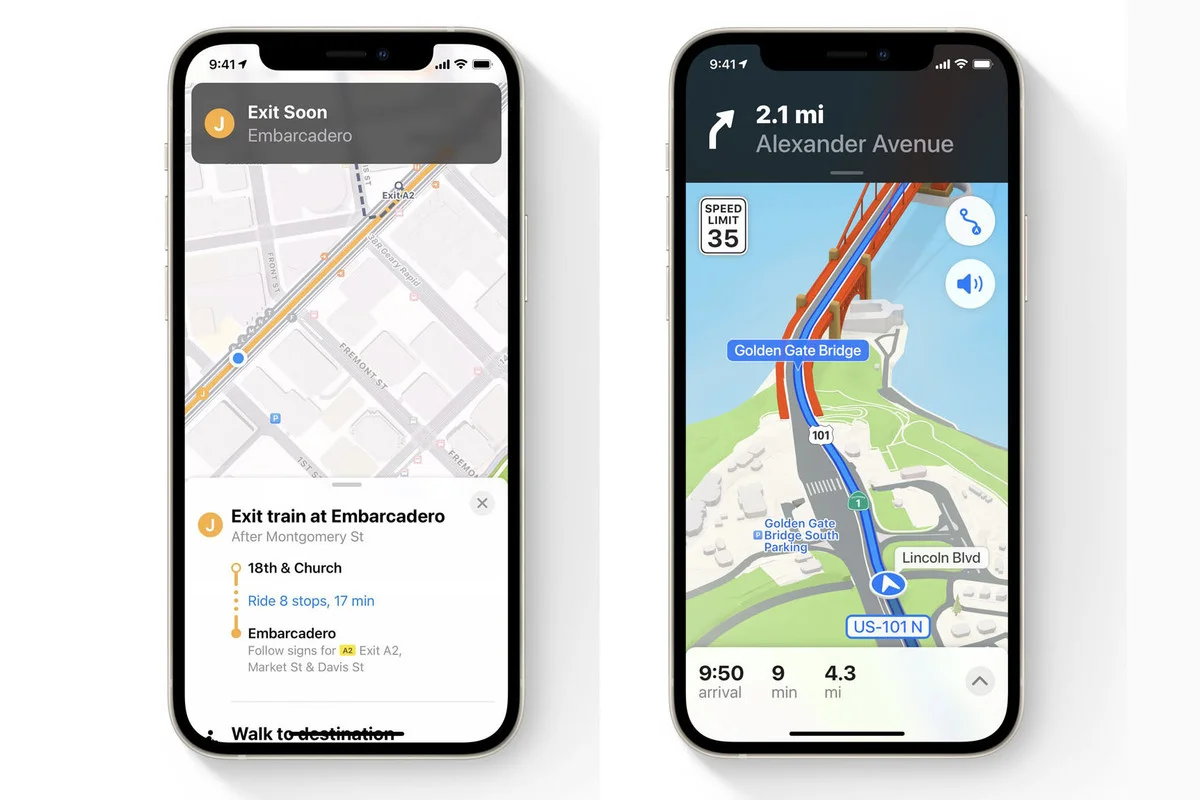 9:41
J
Exit Soon
Embarcadero
IS ST
Exit A2
38R Geary Rapid
FRONT ST
FREMONT ST
J
P
1ST ST
FREMO
14
J
Exit train at Embarcadero
After Montgomery St
18th & Church
Ride 8 stops, 17 min
Embarcadero
Follow signs for A2 Exit A2,
Market St & Davis St
Walk to destination
9:41
2.1 mi
Alexander Avenue
SPEED
LIMIT
35
A
Golden Gate Bridge
101
1
Golden Gate
P Bridge South
Parking
Lincoln Blvd
US-101 N
9:50
arrival
9
min
4.3
mi